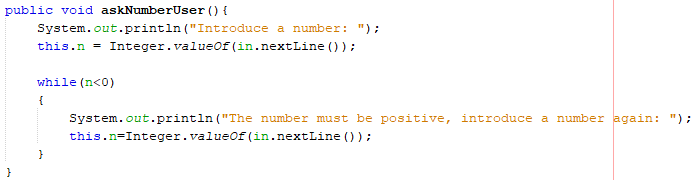 public void askNumberUser(){
System.out.println("Introduce a number: ");
this.n = Integer.valueOf(in.nextLine());
while(n<0)
{
System.out.println("The number must be positive, introduce a number again: ");
this.n=Integer.valueOf(in.nextLine());
}
}